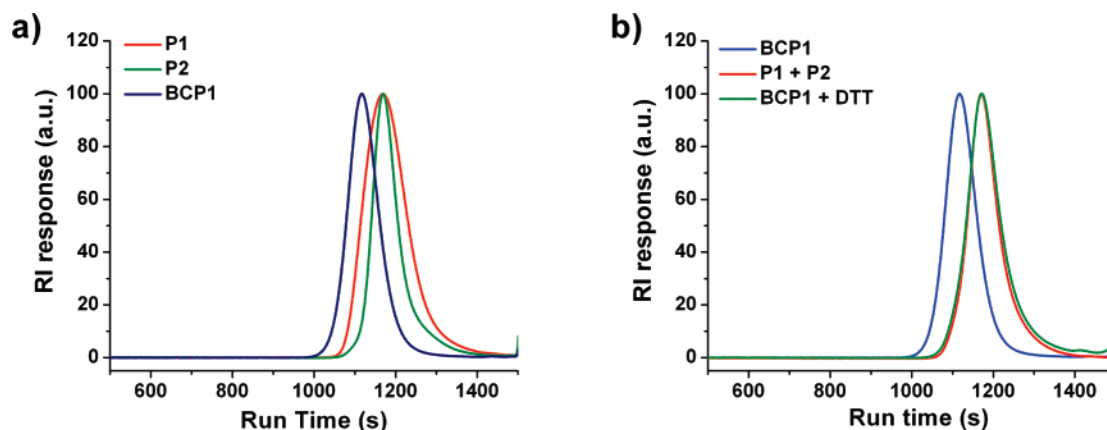 a)
P1
P2
BCP1
RI response (a.u.)
120
100
80
60
40
20
0
600
800
1000
1200
1400
Run Time (s)
b)
BCP1
P1 + P2
BCP1 + DTT
RI response (a.u.)
120
100
80
60
40
20
0
600
800
1000
1200
1400
Run time (s)